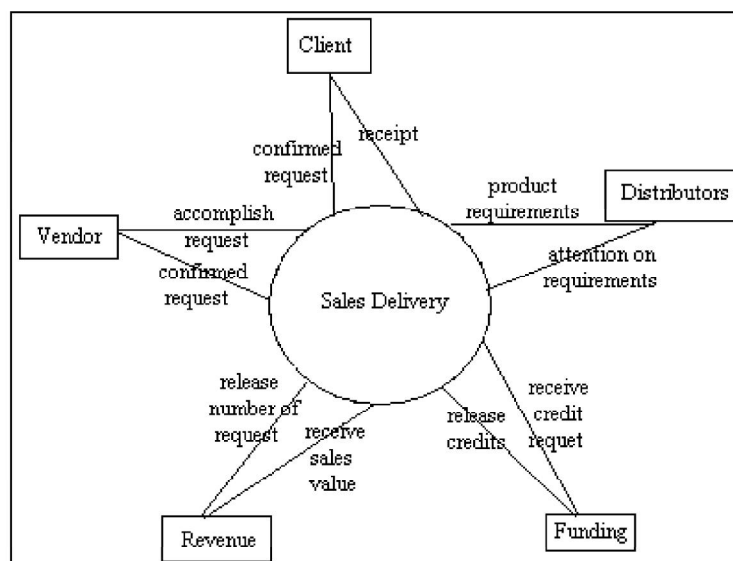 Client
confirmed
request
receipt
product
requirements
Distributors
accomplish
request
Vendor
confirmed
request
attention on
requirements
Sales Delivery
release
number of
request
receive
sales
value
release
credits
receive
credit
requet
Revenue
Funding